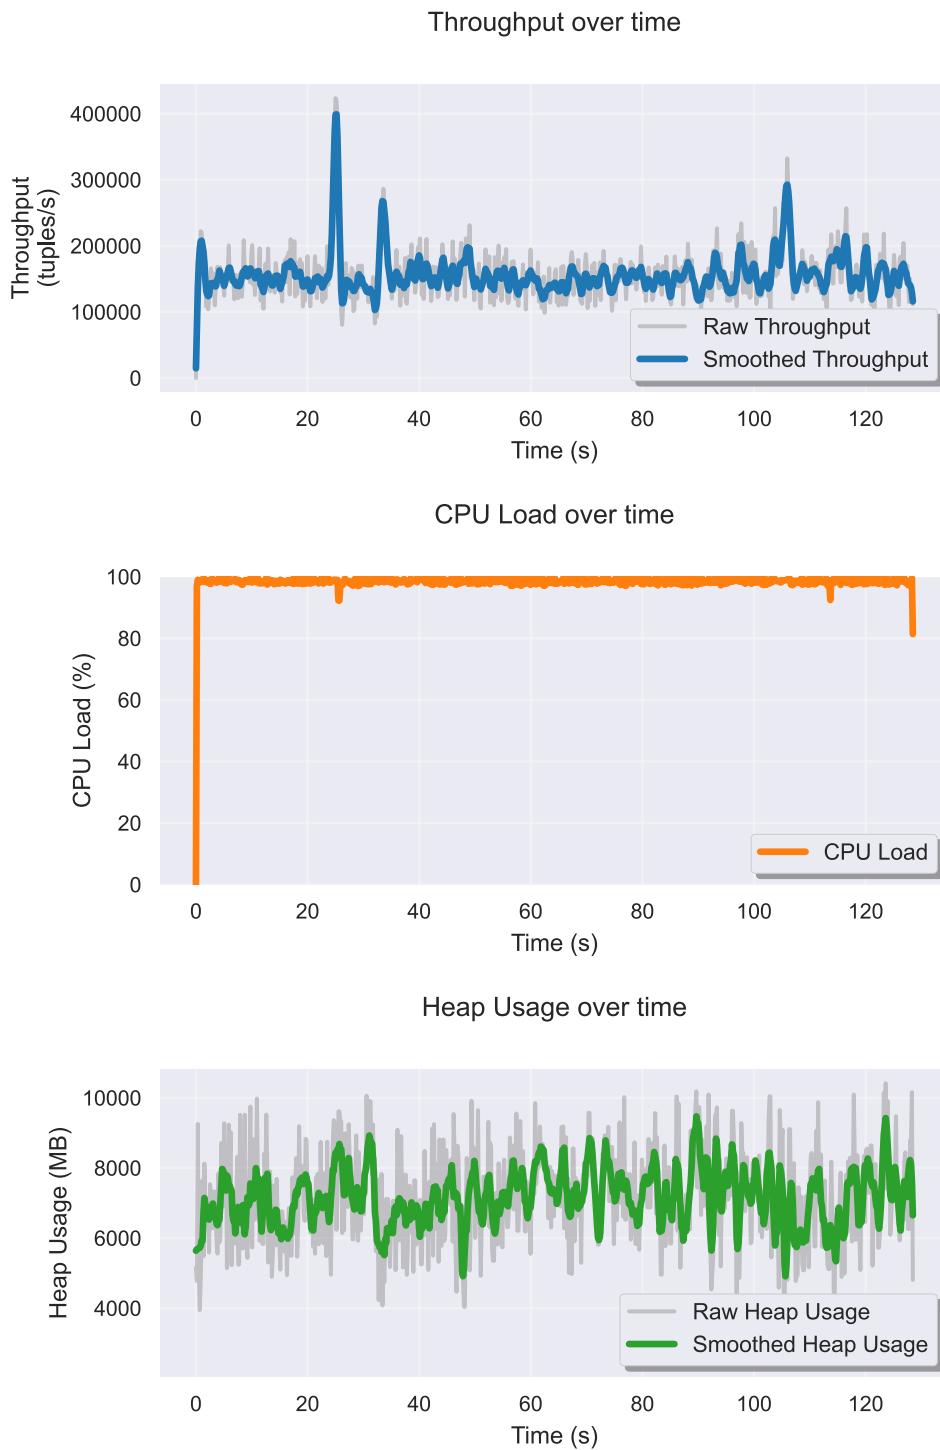 Throughput over time
400000
300000
200000
100000
0
Throughput
(tuples/s)
Raw Throughput
Smoothed Throughput
0 20 40 60 80 100 120
Time (s)
CPU Load over time
100
80
60
40
20
0
CPU Load (%)
CPU Load
0 20 40 60 80 100 120
Time (s)
Heap Usage over time
10000
8000
6000
4000
Heap Usage (MB)
Raw Heap Usage
Smoothed Heap Usage
0 20 40 60 80 100 120
Time (s)